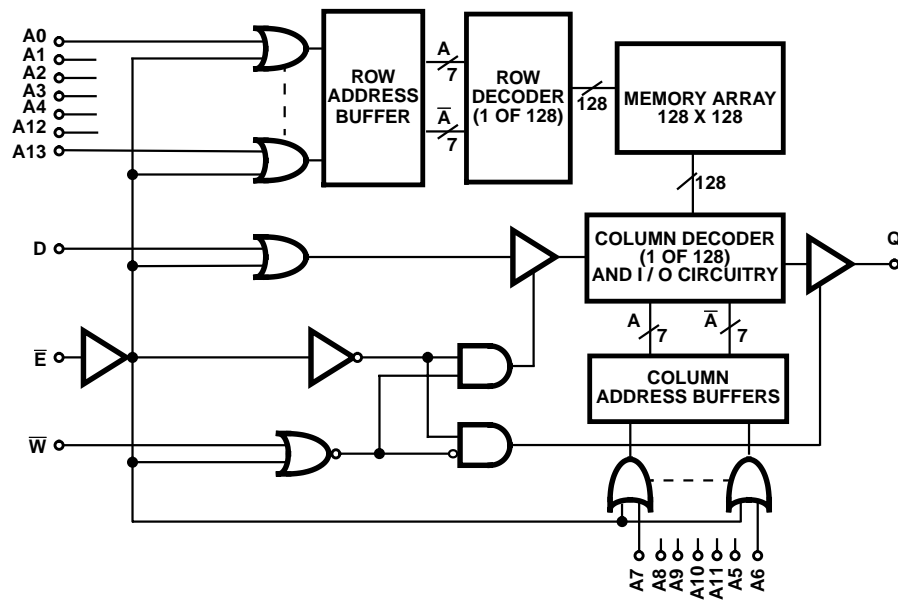 A0
A1
A2
A3
A4
A12
A13
ROW
ADDRESS
BUFFER
A
7
A̅
7
ROW
DECODER
(1 OF 128)
128
MEMORY ARRAY
128 X 128
128
D
COLUMN DECODER
(1 OF 128)
AND I / O CIRCUITRY
Q
A
7
A̅
7
E̅
COLUMN
ADDRESS BUFFERS
W̅
A7
A8
A9
A10
A11
A5
A6